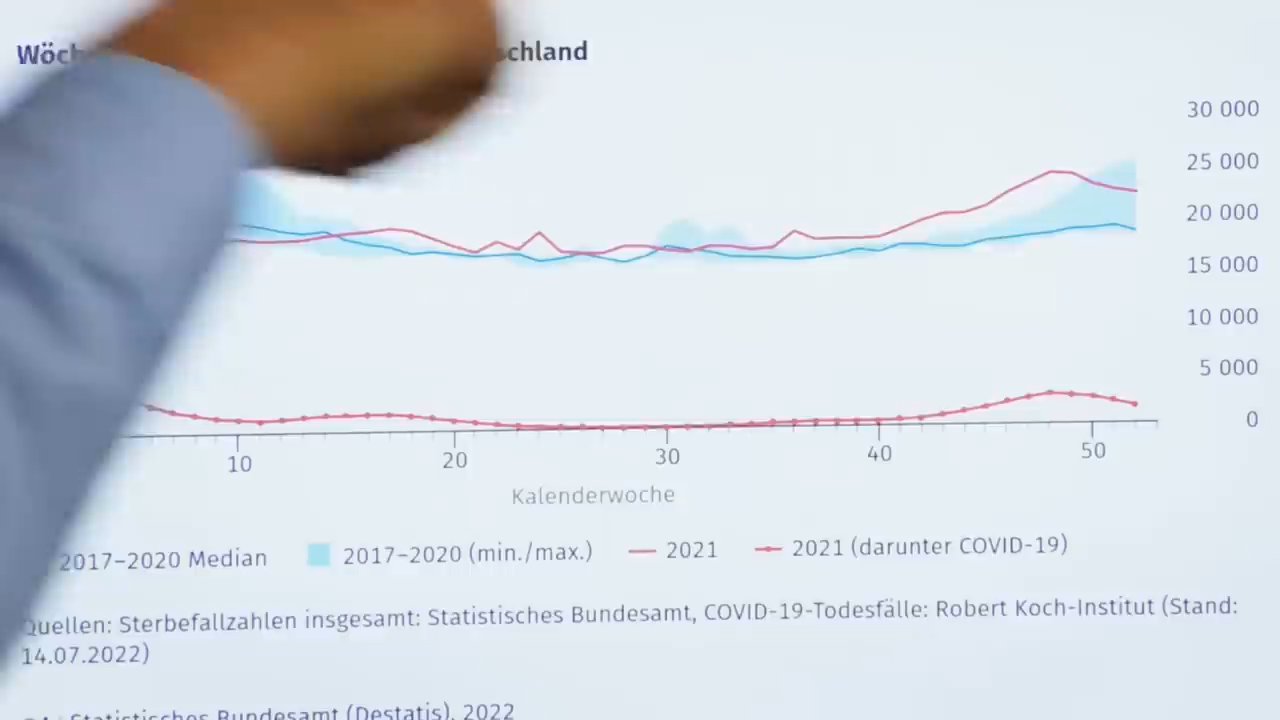 schland
30 000
25 000
20 000
15 000
10 000
5 000
0
10 20 30 40 50
Kalenderwoche
2017–2020 Median 2017–2020 (min./max.) 2021 2021 (darunter COVID-19)
Quellen: Sterbefallzahlen insgesamt: Statistisches Bundesamt, COVID-19-Todesfälle: Robert Koch-Institut (Stand:
14.07.2022)
Statistisches Bundesamt (Destatis), 2022